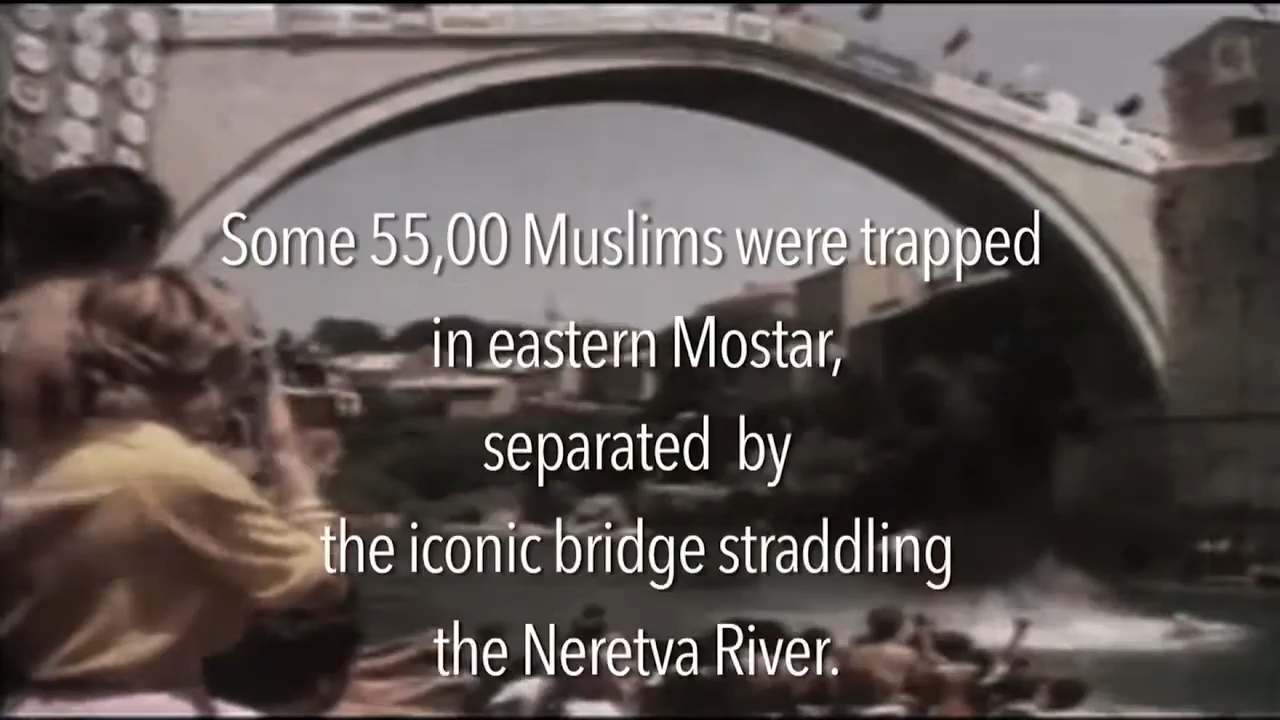 Some 55,00 Muslims were trapped
in eastern Mostar,
separated  by
the iconic bridge straddling
the Neretva River.